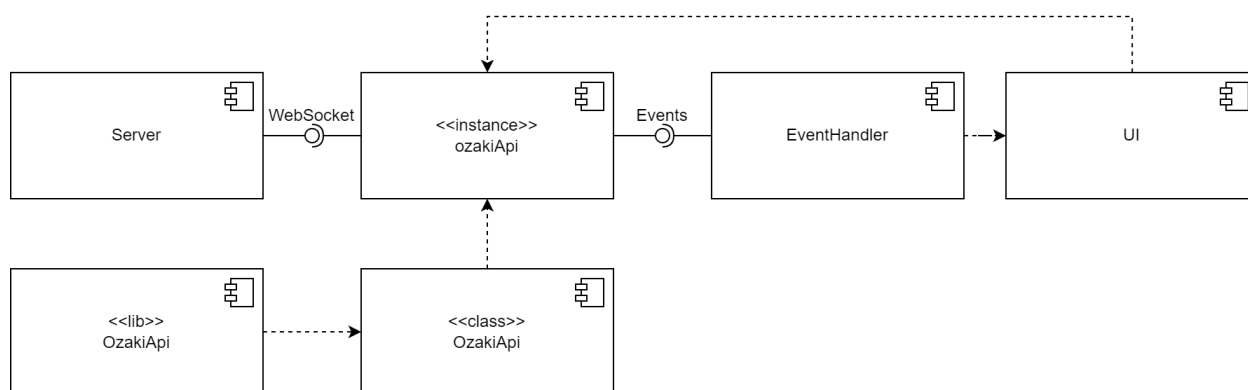 Server
WebSocket
<<instance>>
ozakiApi
Events
EventHandler
UI
<<lib>>
OzakiApi
<<class>>
OzakiApi